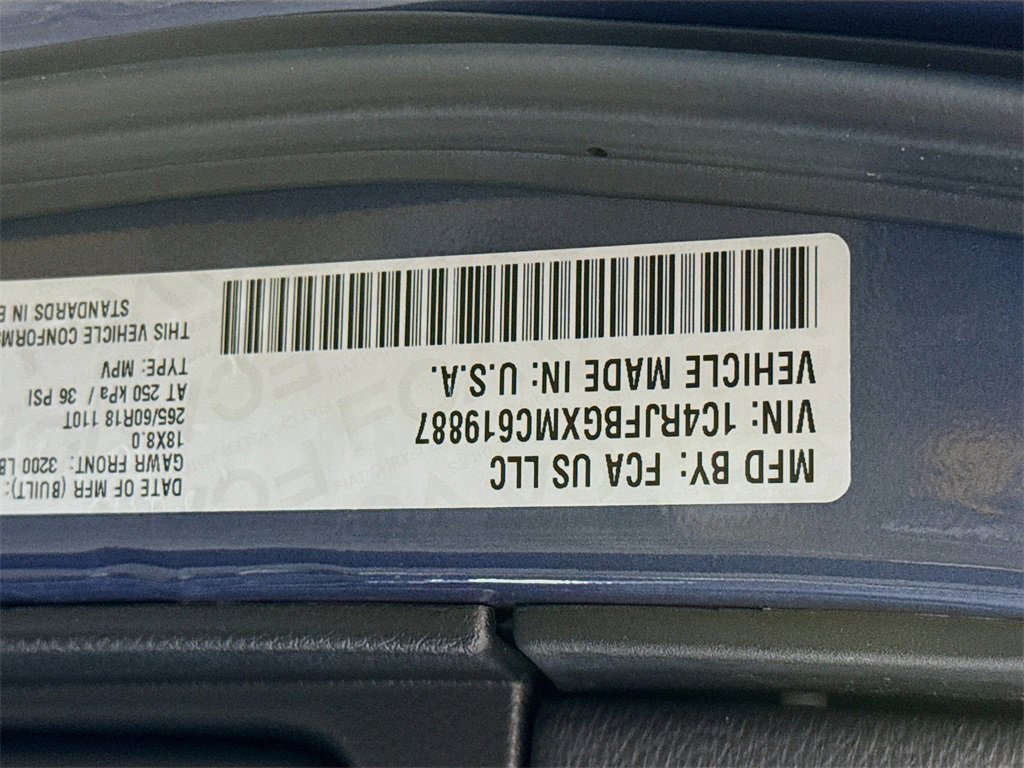 MFD BY: FCA US LLC
VIN: 1C4RJFBGXMC619887
VEHICLE MADE IN: U.S.A.
DATE OF MFR (BUILT):
GAWR FRONT: 3200 LB
18X8.0
265/60R18 110T
AT 250 kPa / 36 PSI
TYPE: MPV
THIS VEHICLE CONFORMS
STANDARDS IN E